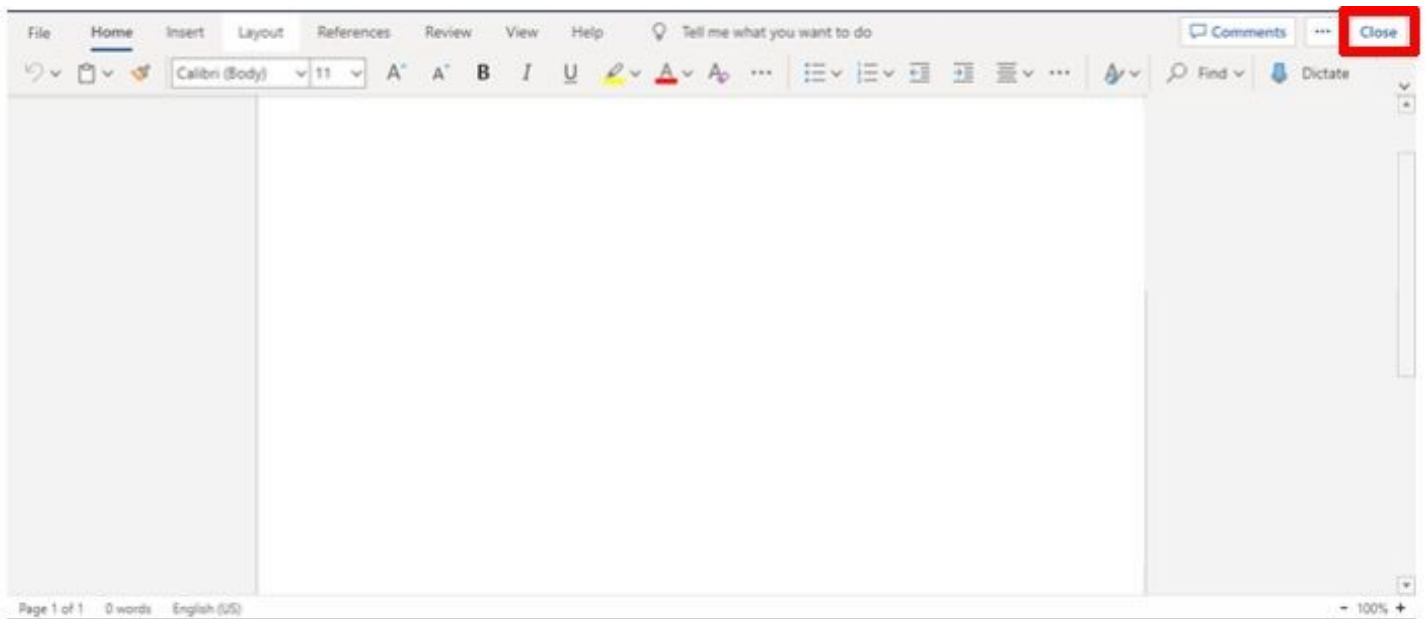 File Home Insert Layout References Review View Help Tell me what you want to do Comments ... Close
Calibri (Body) 11 A A B I U A A ... ... A Find Dictate
Page 1 of 1 0 words English (US) - 100% +